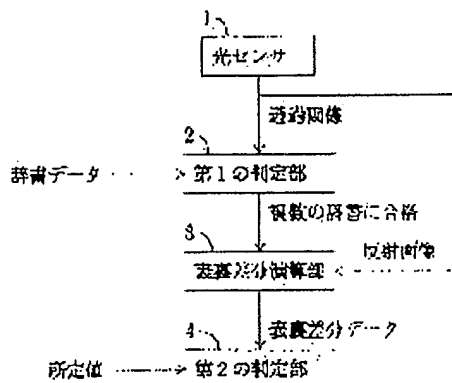 1
光センサ
透過画像
2
辞書データ
第1の判定部
複数の辞書に合格
3
表裏差分演算部
反射画像
表裏差分データ
4
所定値
第2の判定部